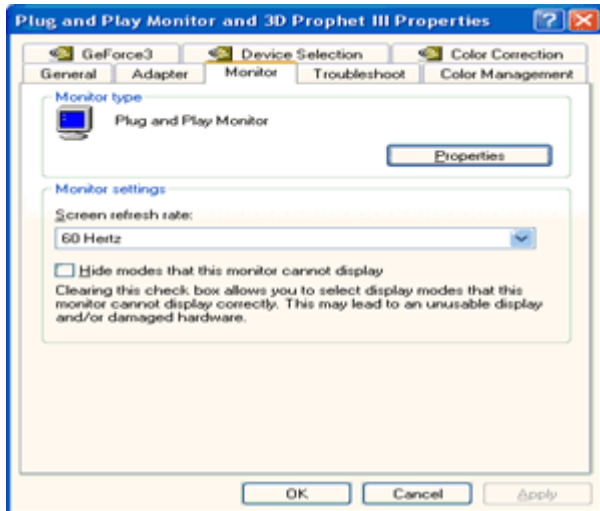 Plug and Play Monitor and 3D Prophet III Properties
GeForce3 Device Selection Color Correction
General Adapter Monitor Troubleshoot Color Management
Monitor type
Plug and Play Monitor
Properties
Monitor settings
Screen refresh rate:
60 Hertz
Hide modes that this monitor cannot display
Clearing this check box allows you to select display modes that this
monitor cannot display correctly. This may lead to an unusable display
and/or damaged hardware.
OK Cancel Apply